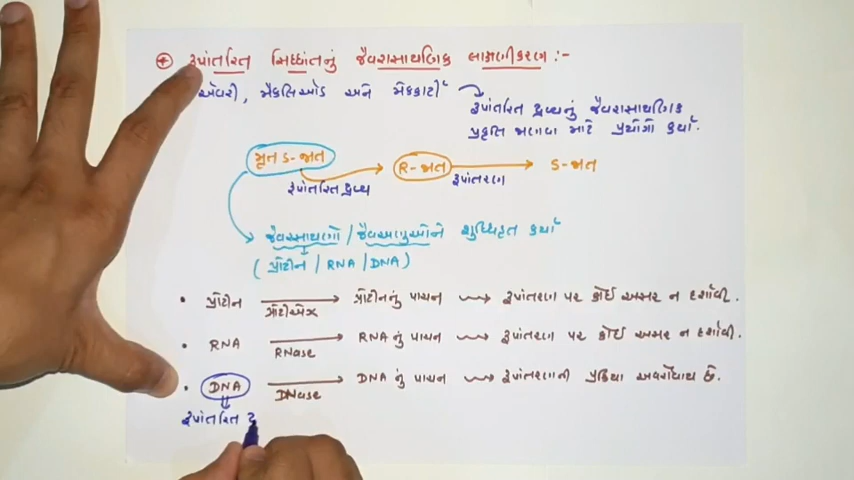 રૂપાંતરિત સિદ્ધાંતનું જૈવરાસાયણિક લાક્ષણીકરણ :-
એવરી, મેકલિઓડ અને મેકકાર્ટી
રૂપાંતરિત દ્રવ્યનું જૈવરાસાયણિક
પ્રકૃતિ જાણવા માટે પ્રયોગો કર્યા.
મૃત S-જાત R-જાત S-જાત
રૂપાંતરિત દ્રવ્ય રૂપાંતરણ
જૈવરસાયણો / જૈવઅણુઓને શુધ્ધિકૃત કર્યા
(પ્રોટીન / RNA / DNA)
• પ્રોટીન પ્રોટીએઝ પ્રોટીનનું પાચન રૂપાંતરણ પર કોઈ અસર ન દર્શાવી.
• RNA RNase RNA નું પાચન રૂપાંતરણ પર કોઈ અસર ન દર્શાવી.
• DNA DNase DNA નું પાચન રૂપાંતરણની પ્રક્રિયા અવરોધાય છે.
રૂપાંતરિત